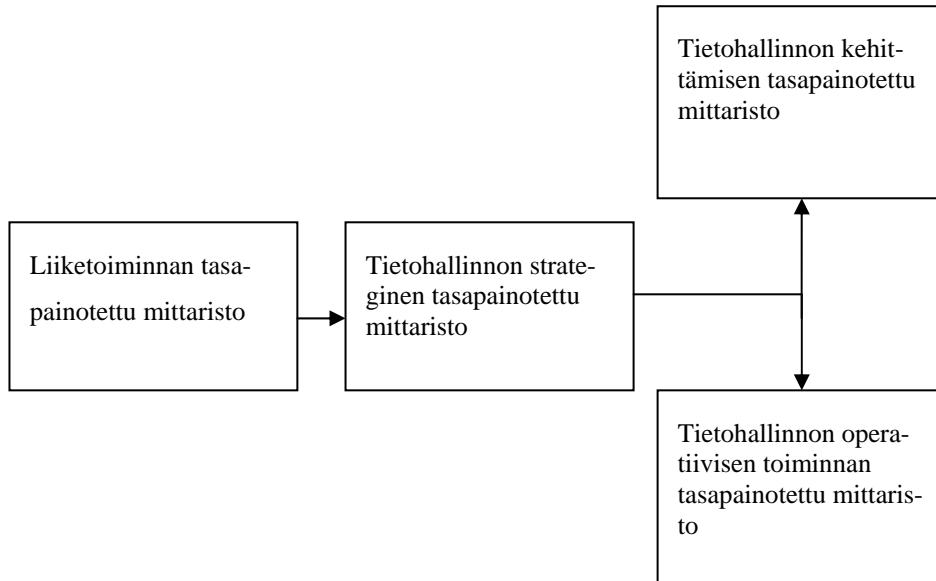 Liiketoiminnan tasa-
painotettu mittaristo
Tietohallinnon strate-
ginen tasapainotettu
mittaristo
Tietohallinnon kehit-
tämisen tasapainotettu
mittaristo
Tietohallinnon opera-
tiivisen toiminnan
tasapainotettu mittaris-
to